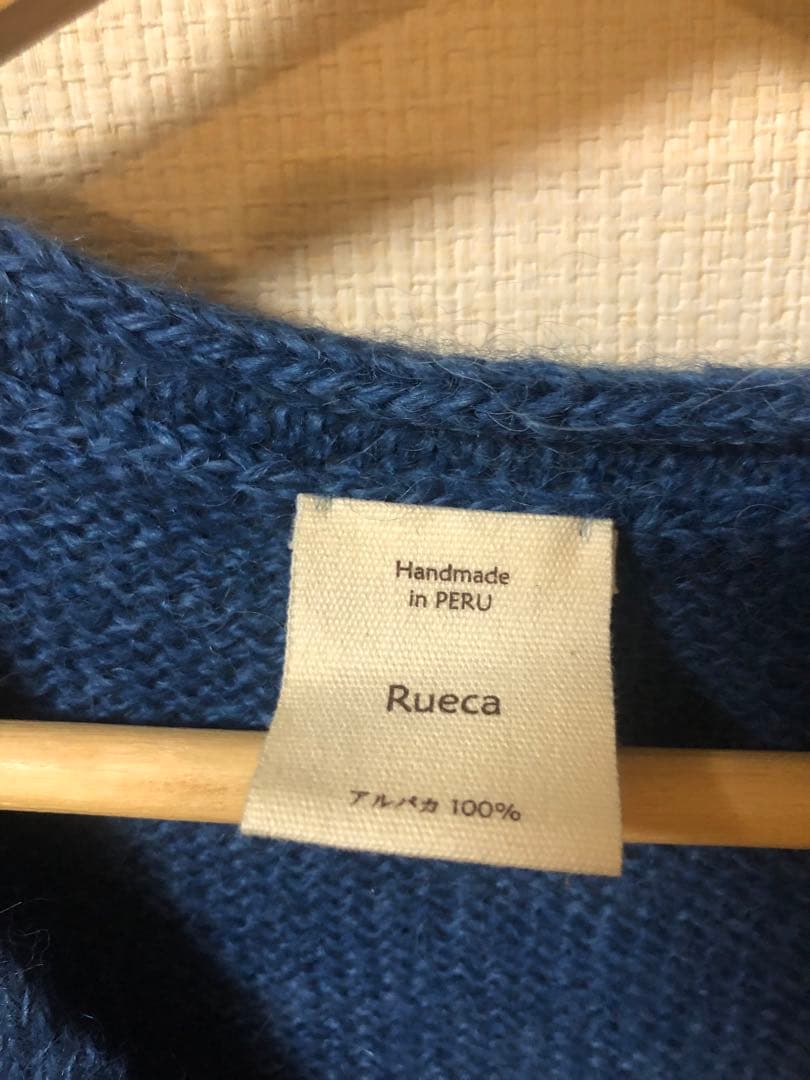 Handmade
in PERU
Rueca
アルパカ 100%